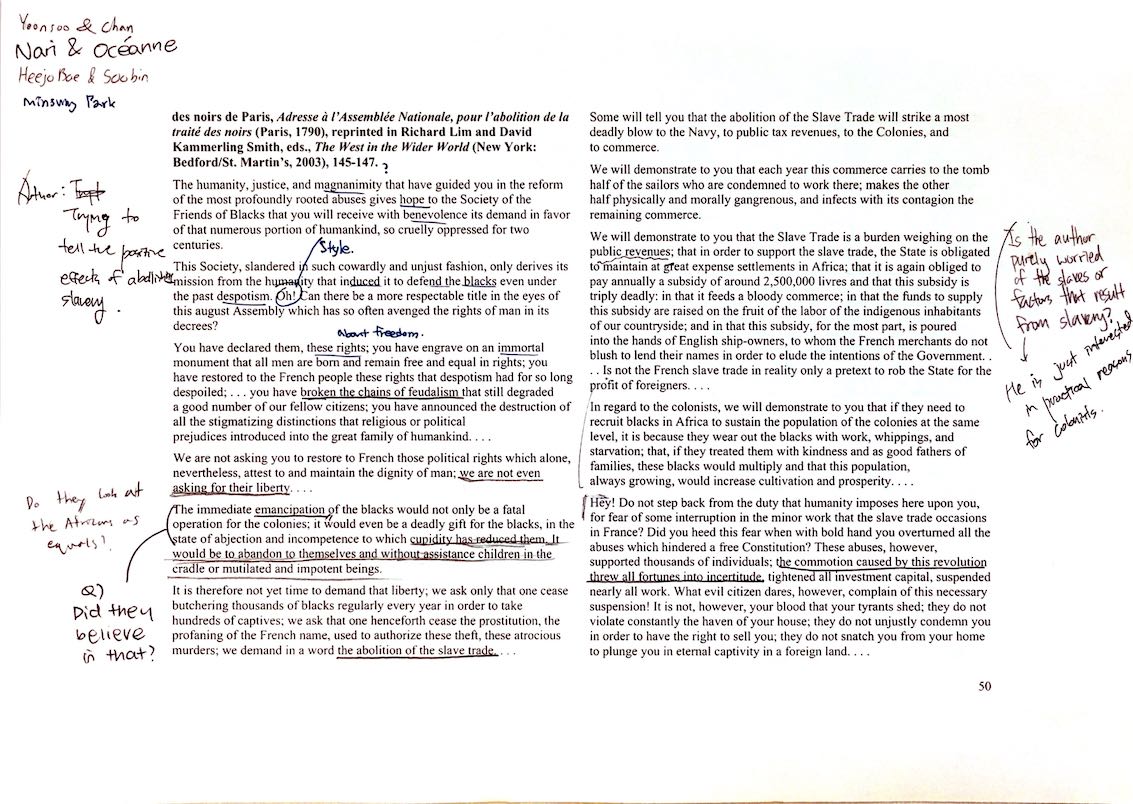 Yeonsoo & Chan
Nari & Océanne
Heejo Bae & Soobin
Minsung Park
des noirs de Paris, Adresse à l'Assemblée Nationale, pour l'abolition de la
traité des noirs (Paris, 1790), reprinted in Richard Lim and David
Kammerling Smith, eds., The West in the Wider World (New York:
Bedford/St. Martin's, 2003), 145-147.
?
Author:
Trying to
tell the positive
effects of
slavery.
The humanity, justice, and magnanimity that have guided you in the reform
of the most profoundly rooted abuses gives hope to the Society of the
Friends of Blacks that you will receive with benevolence its demand in favor
of that numerous portion of humankind, so cruelly oppressed for two
centuries.
Style.
This Society, slandered in such cowardly and unjust fashion, only derives its
mission from the humanity that induced it to defend the blacks even under
the past despotism. Oh! Can there be a more respectable title in the eyes of
this august Assembly which has so often avenged the rights of man in its
decrees?
About freedom.
You have declared them, these rights; you have engrave on an immortal
monument that all men are born and remain free and equal in rights; you
have restored to the French people these rights that despotism had for so long
despoiled; . . . you have broken the chains of feudalism that still degraded
a good number of our fellow citizens; you have announced the destruction of
all the stigmatizing distinctions that religious or political
prejudices introduced into the great family of humankind. . . .
We are not asking you to restore to French those political rights which alone,
nevertheless, attest to and maintain the dignity of man; we are not even
asking for their liberty. . . .
Do they look at
the Africans as
equals?
The immediate emancipation of the blacks would not only be a fatal
operation for the colonies; it would even be a deadly gift for the blacks, in the
state of abjection and incompetence to which cupidity has reduced them. It
would be to abandon to themselves and without assistance children in the
cradle or mutilated and impotent beings.
Q)
Did they
believe
in that?
It is therefore not yet time to demand that liberty; we ask only that one cease
butchering thousands of blacks regularly every year in order to take
hundreds of captives; we ask that one henceforth cease the prostitution, the
profaning of the French name, used to authorize these theft, these atrocious
murders; we demand in a word the abolition of the slave trade. . . .
Some will tell you that the abolition of the Slave Trade will strike a most
deadly blow to the Navy, to public tax revenues, to the Colonies, and
to commerce.
We will demonstrate to you that each year this commerce carries to the tomb
half of the sailors who are condemned to work there; makes the other
half physically and morally gangrenous, and infects with its contagion the
remaining commerce.
We will demonstrate to you that the Slave Trade is a burden weighing on the
public revenues; that in order to support the slave trade, the State is obligated
to maintain at great expense settlements in Africa; that it is again obliged to
pay annually a subsidy of around 2,500,000 livres and that this subsidy is
triply deadly: in that it feeds a bloody commerce; in that the funds to supply
this subsidy are raised on the fruit of the labor of the indigenous inhabitants
of our countryside; and in that this subsidy, for the most part, is poured
into the hands of English ship-owners, to whom the French merchants do not
blush to lend their names in order to elude the intentions of the Government. .
. . Is not the French slave trade in reality only a pretext to rob the State for the
profit of foreigners. . . .
Is the author
purely worried
of the slaves or
factors that result
from slavery?
He is just interested
in practical reasons
for colonists.
In regard to the colonists, we will demonstrate to you that if they need to
recruit blacks in Africa to sustain the population of the colonies at the same
level, it is because they wear out the blacks with work, whippings, and
starvation; that, if they treated them with kindness and as good fathers of
families, these blacks would multiply and that this population,
always growing, would increase cultivation and prosperity. . . .
Hey! Do not step back from the duty that humanity imposes here upon you,
for fear of some interruption in the minor work that the slave trade occasions
in France? Did you need this fear when with bold hand you overturned all the
abuses which hindered a free Constitution? These abuses, however,
supported thousands of individuals; the commotion caused by this revolution
threw all fortunes into incertitude, tightened all investment capital, suspended
nearly all work. What evil citizen dares, however, complain of this necessary
suspension! It is not, however, your blood that your tyrants shed; they do not
violate constantly the haven of your house; they do not unjustly condemn you
in order to have the right to sell you; they do not snatch you from your home
to plunge you in eternal captivity in a foreign land. . . .
50